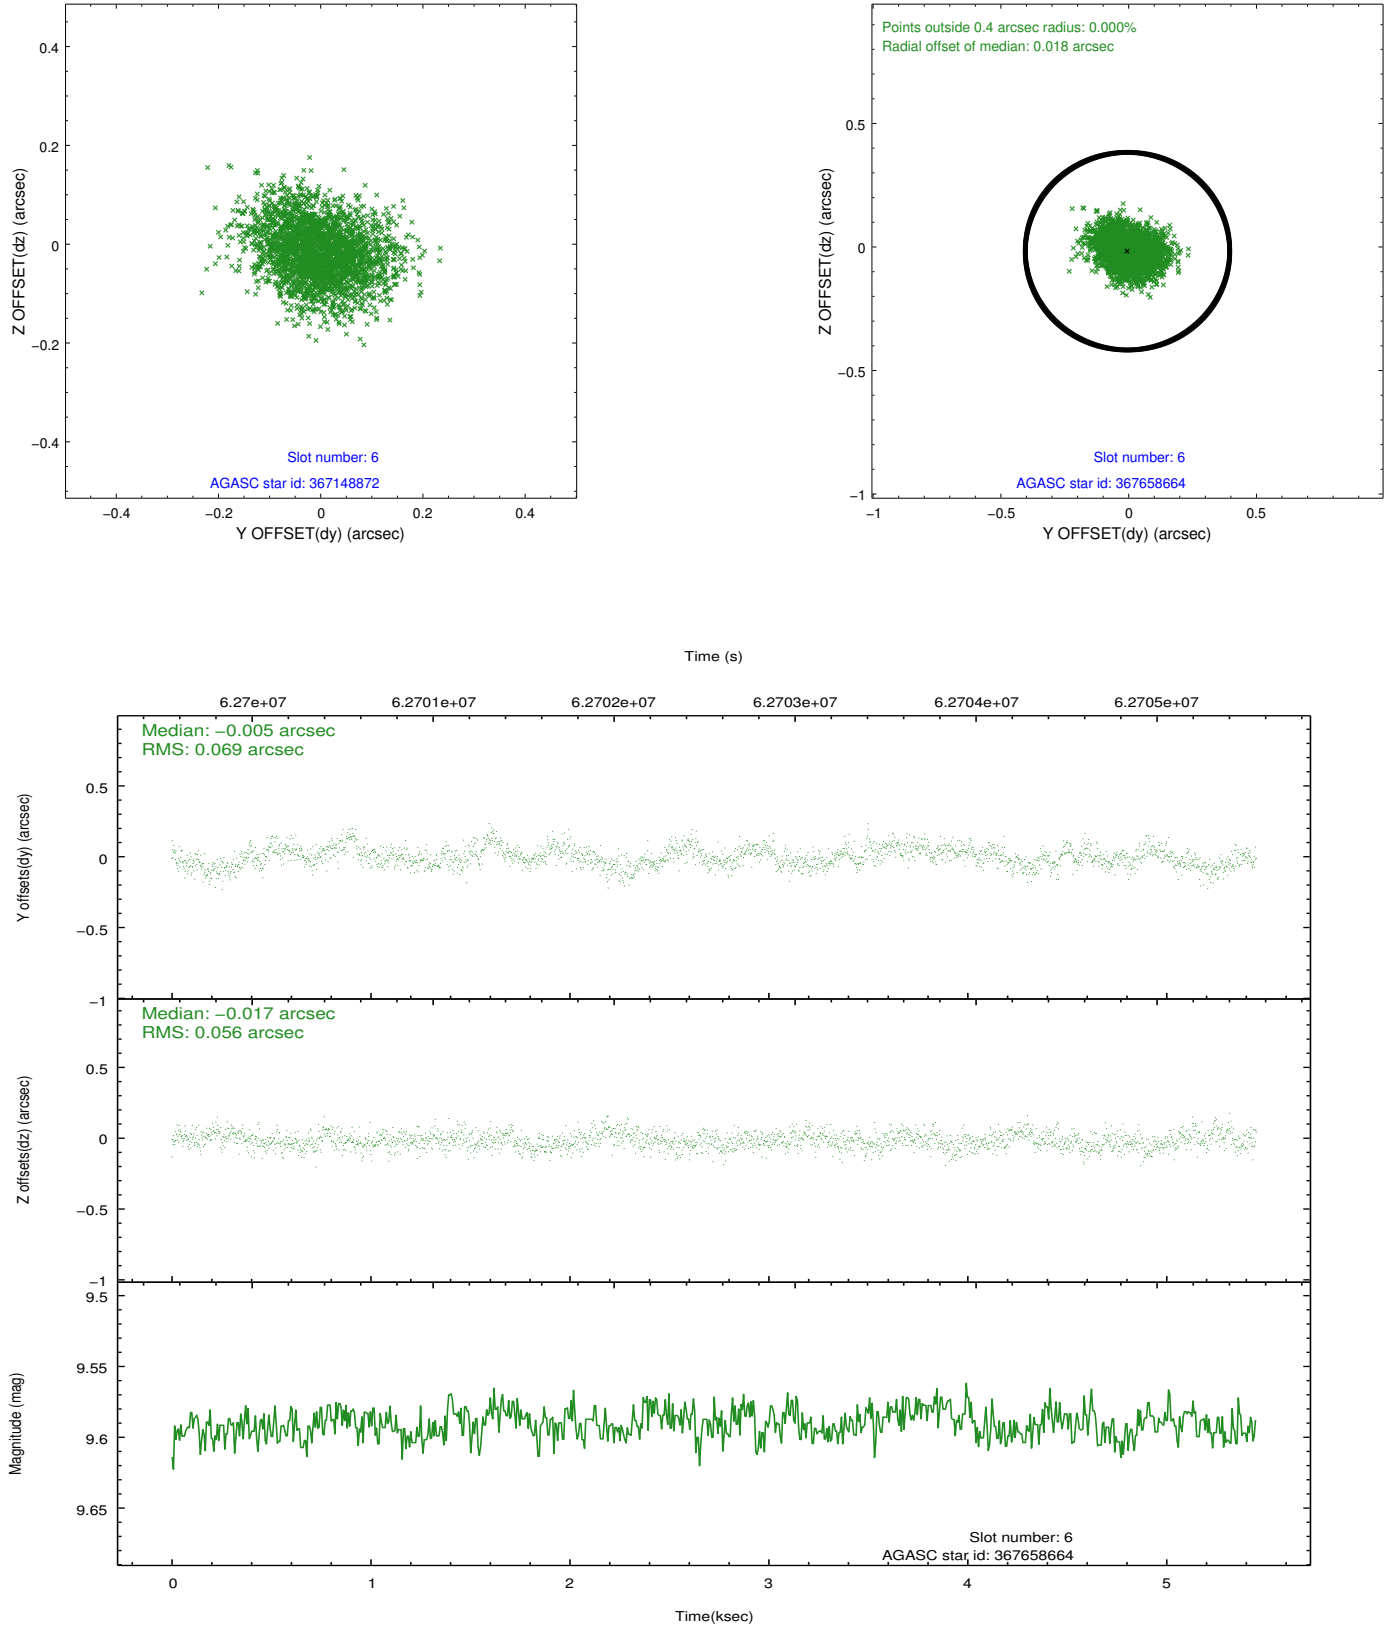 0.4
0.2
0
−0.2
−0.4
Z OFFSET(dz) (arcsec)
Slot number: 6
AGASC star id: 367148872
−0.4
−0.2
0
0.2
0.4
Y OFFSET(dy) (arcsec)
Points outside 0.4 arcsec radius: 0.000%
Radial offset of median: 0.018 arcsec
0.5
0
−0.5
−1
Z OFFSET(dz) (arcsec)
Slot number: 6
AGASC star id: 367658664
−1
−0.5
0
0.5
Y OFFSET(dy) (arcsec)
Time (s)
6.27e+07
6.2701e+07
6.2702e+07
6.2703e+07
6.2704e+07
6.2705e+07
Median: −0.005 arcsec
RMS: 0.069 arcsec
0.5
0
−0.5
−1
Y offsets(dy) (arcsec)
Median: −0.017 arcsec
RMS: 0.056 arcsec
0.5
0
−0.5
−1
Z offsets(dz) (arcsec)
9.5
9.55
9.6
9.65
Magnitude (mag)
Slot number: 6
AGASC star id: 367658664
0
1
2
3
4
5
Time(ksec)